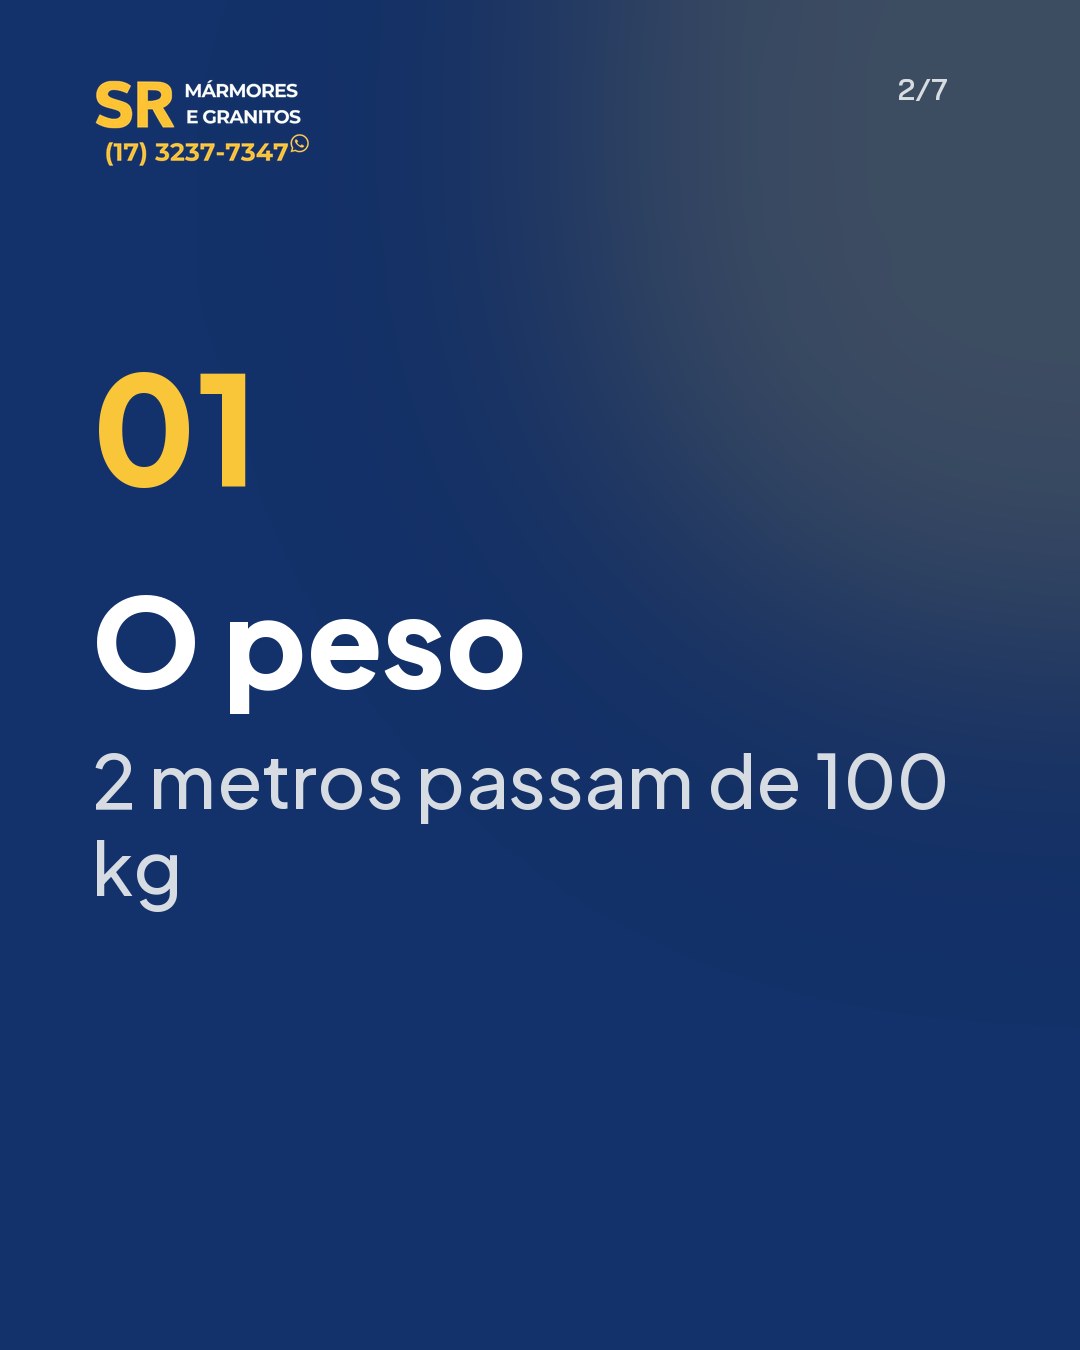 SR MÁRMORES
E GRANITOS
(17) 3237-7347
2/7
01
O peso
2 metros passam de 100
kg